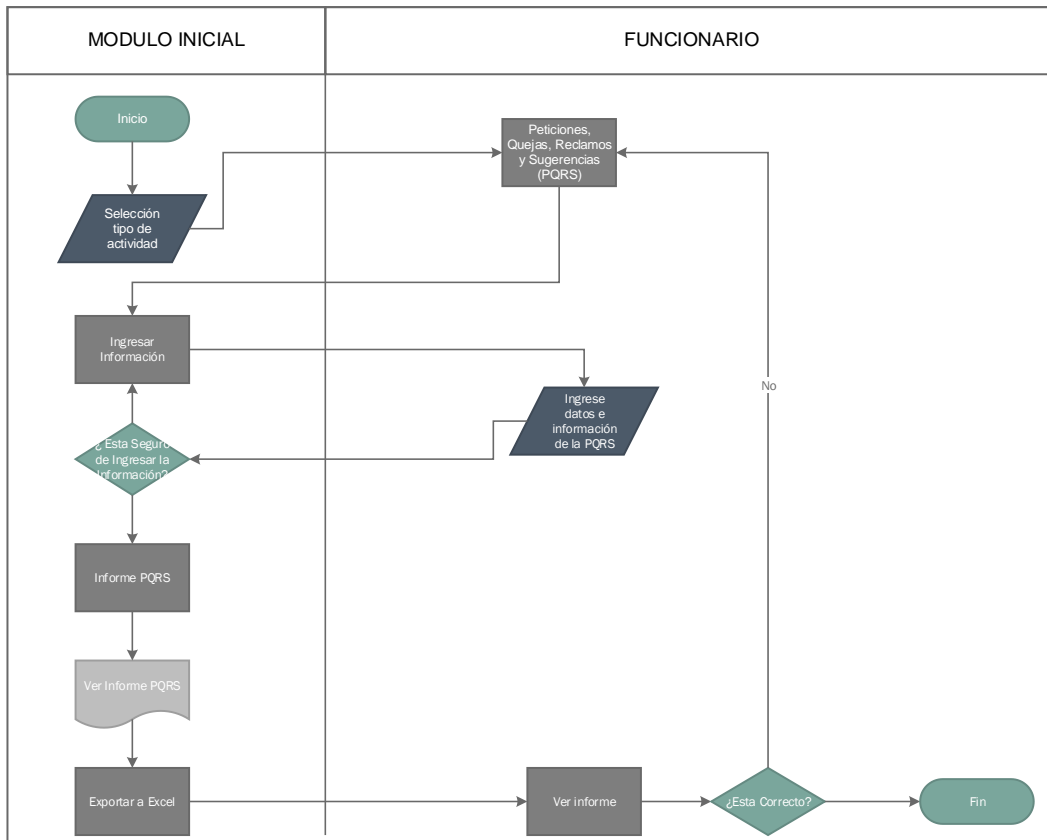 MODULO INICIAL
FUNCIONARIO
Inicio
Peticiones,
Quejas, Reclamos
y Sugerencias
(PQRS)
Selección
tipo de
actividad
Ingresar
Información
Ingrese
datos e
información
de la PQRS
No
¿ Esta Seguro
de Ingresar la
Información?
Informe PQRS
Ver Informe PQRS
Exportar a Excel
Ver informe
¿Esta Correcto?
Fin